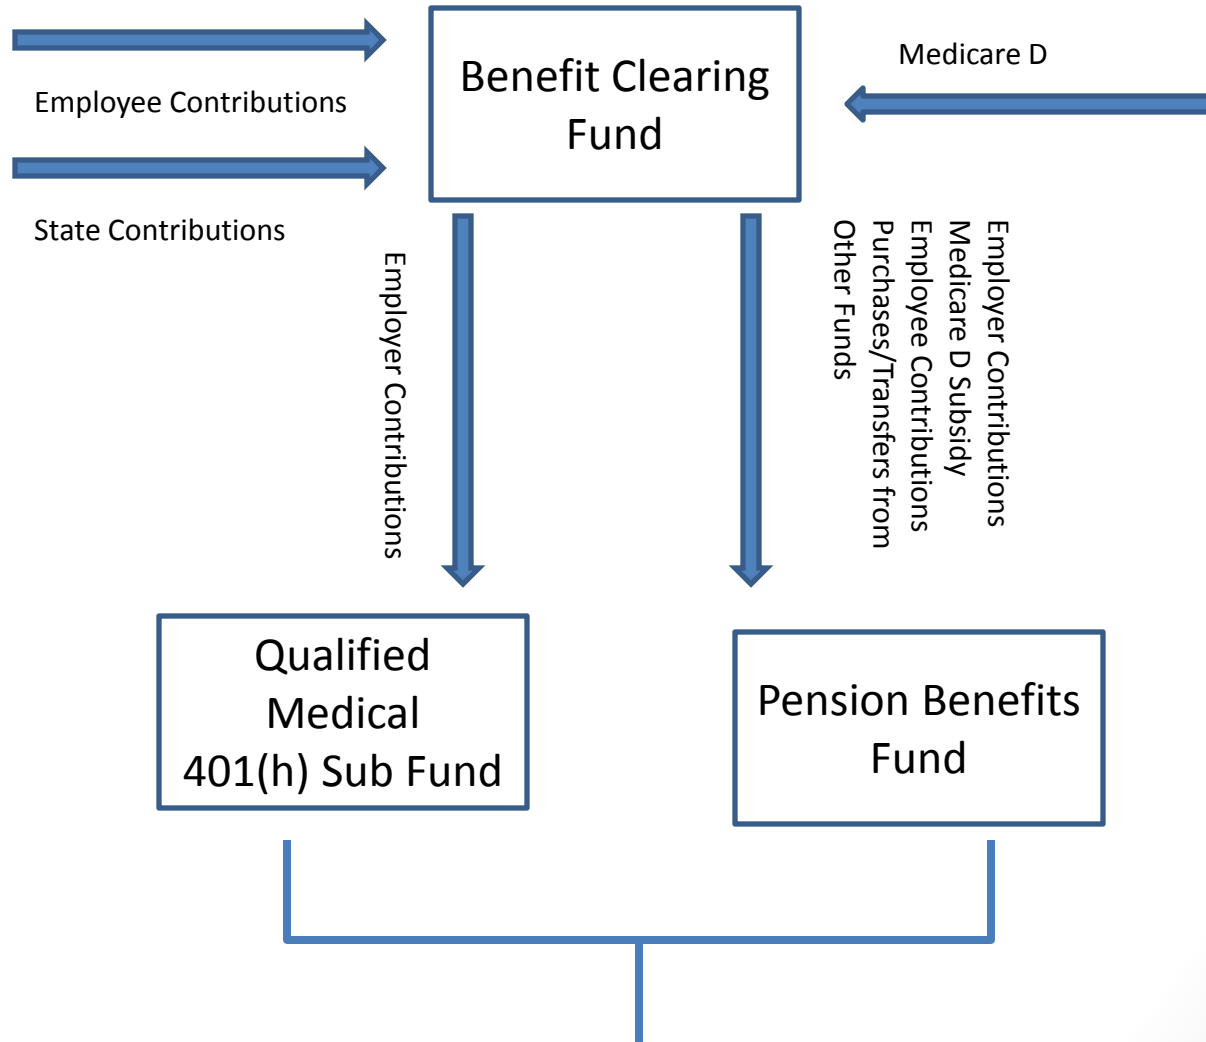 Benefit Clearing
Fund
Medicare D
Employee Contributions
State Contributions
Employer Contributions
Employer Contributions
Medicare D Subsidy
Employee Contributions
Purchases/Transfers from
Other Funds
Qualified
Medical
401(h) Sub Fund
Pension Benefits
Fund